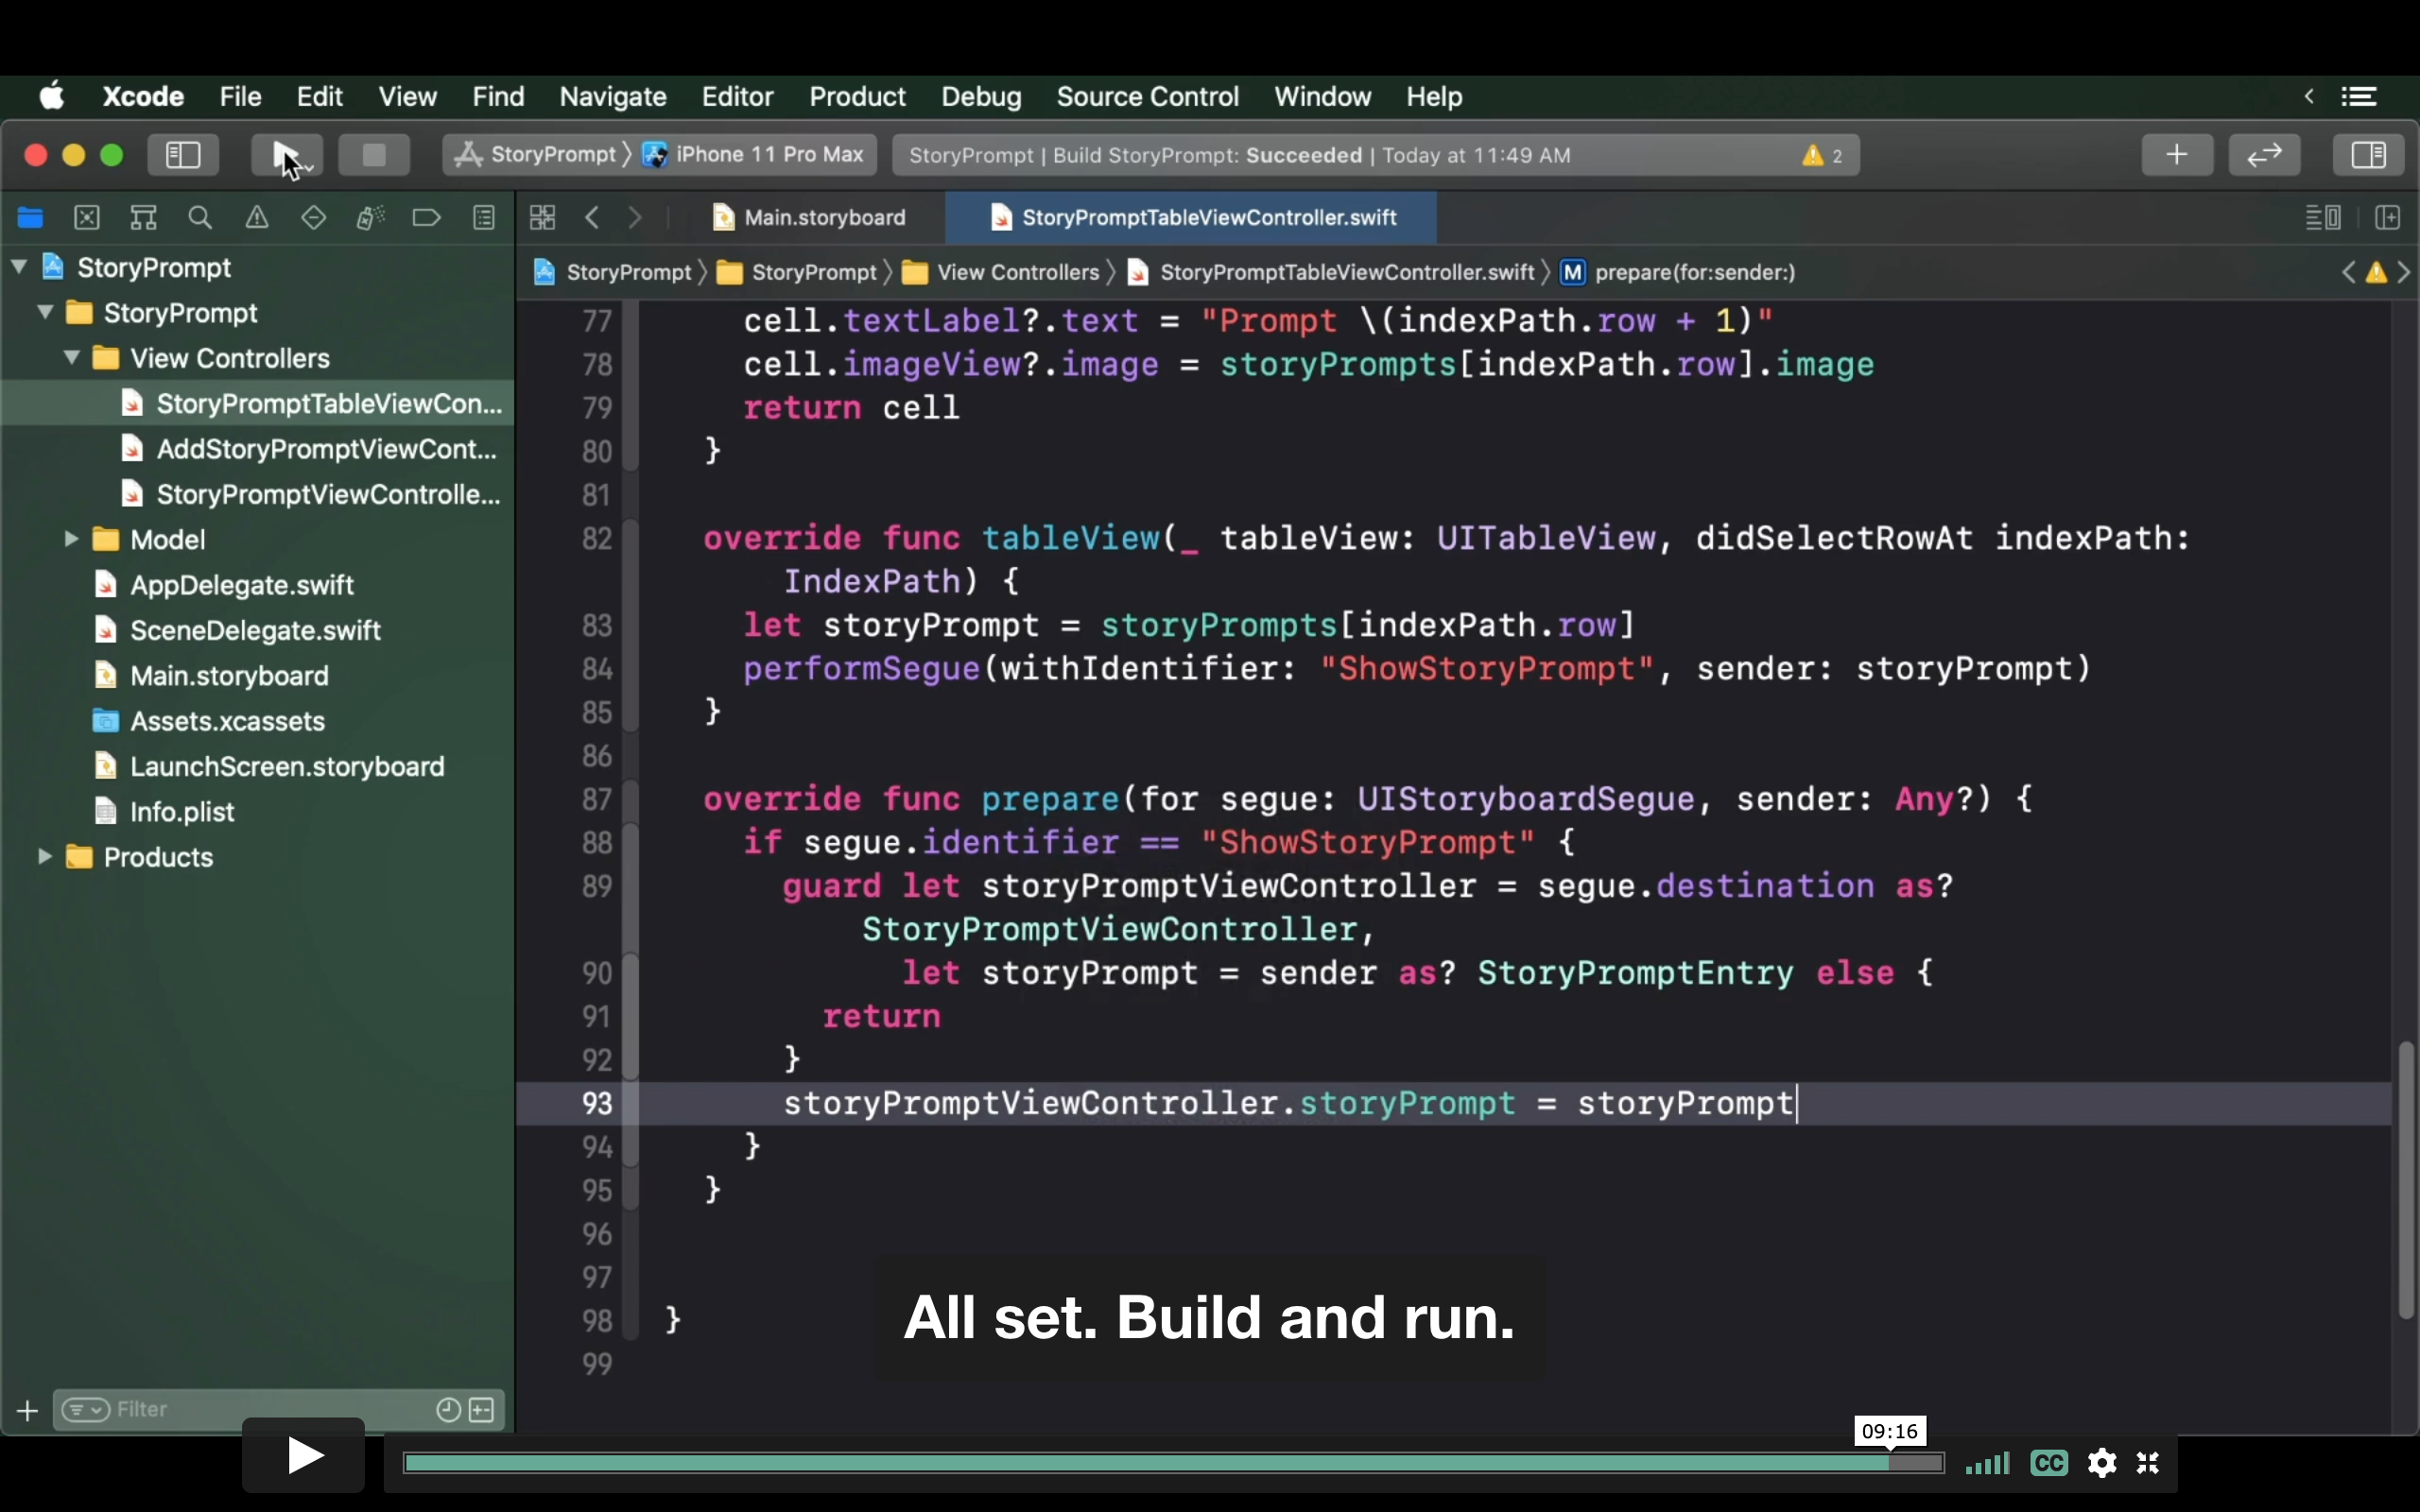 Xcode File Edit View Find Navigate Editor Product Debug Source Control Window Help
StoryPrompt iPhone 11 Pro Max StoryPrompt | Build StoryPrompt: Succeeded | Today at 11:49 AM 2
Main.storyboard StoryPromptTableViewController.swift
StoryPrompt StoryPrompt View Controllers StoryPromptTableViewController.swift M prepare(for:sender:)
StoryPrompt
StoryPrompt
View Controllers
StoryPromptTableViewCon...
AddStoryPromptViewCont...
StoryPromptViewControlle...
Model
AppDelegate.swift
SceneDelegate.swift
Main.storyboard
Assets.xcassets
LaunchScreen.storyboard
Info.plist
Products
Filter
77 cell.textLabel?.text = "Prompt \(indexPath.row + 1)"
78 cell.imageView?.image = storyPrompts[indexPath.row].image
79 return cell
80 }
81
82 override func tableView(_ tableView: UITableView, didSelectRowAt indexPath:
IndexPath) {
83 let storyPrompt = storyPrompts[indexPath.row]
84 performSegue(withIdentifier: "ShowStoryPrompt", sender: storyPrompt)
85 }
86
87 override func prepare(for segue: UIStoryboardSegue, sender: Any?) {
88 if segue.identifier == "ShowStoryPrompt" {
89 guard let storyPromptViewController = segue.destination as?
StoryPromptViewController,
90 let storyPrompt = sender as? StoryPromptEntry else {
91 return
92 }
93 storyPromptViewController.storyPrompt = storyPrompt
94 }
95 }
96
97
98 }
99
All set. Build and run.
09:16
CC